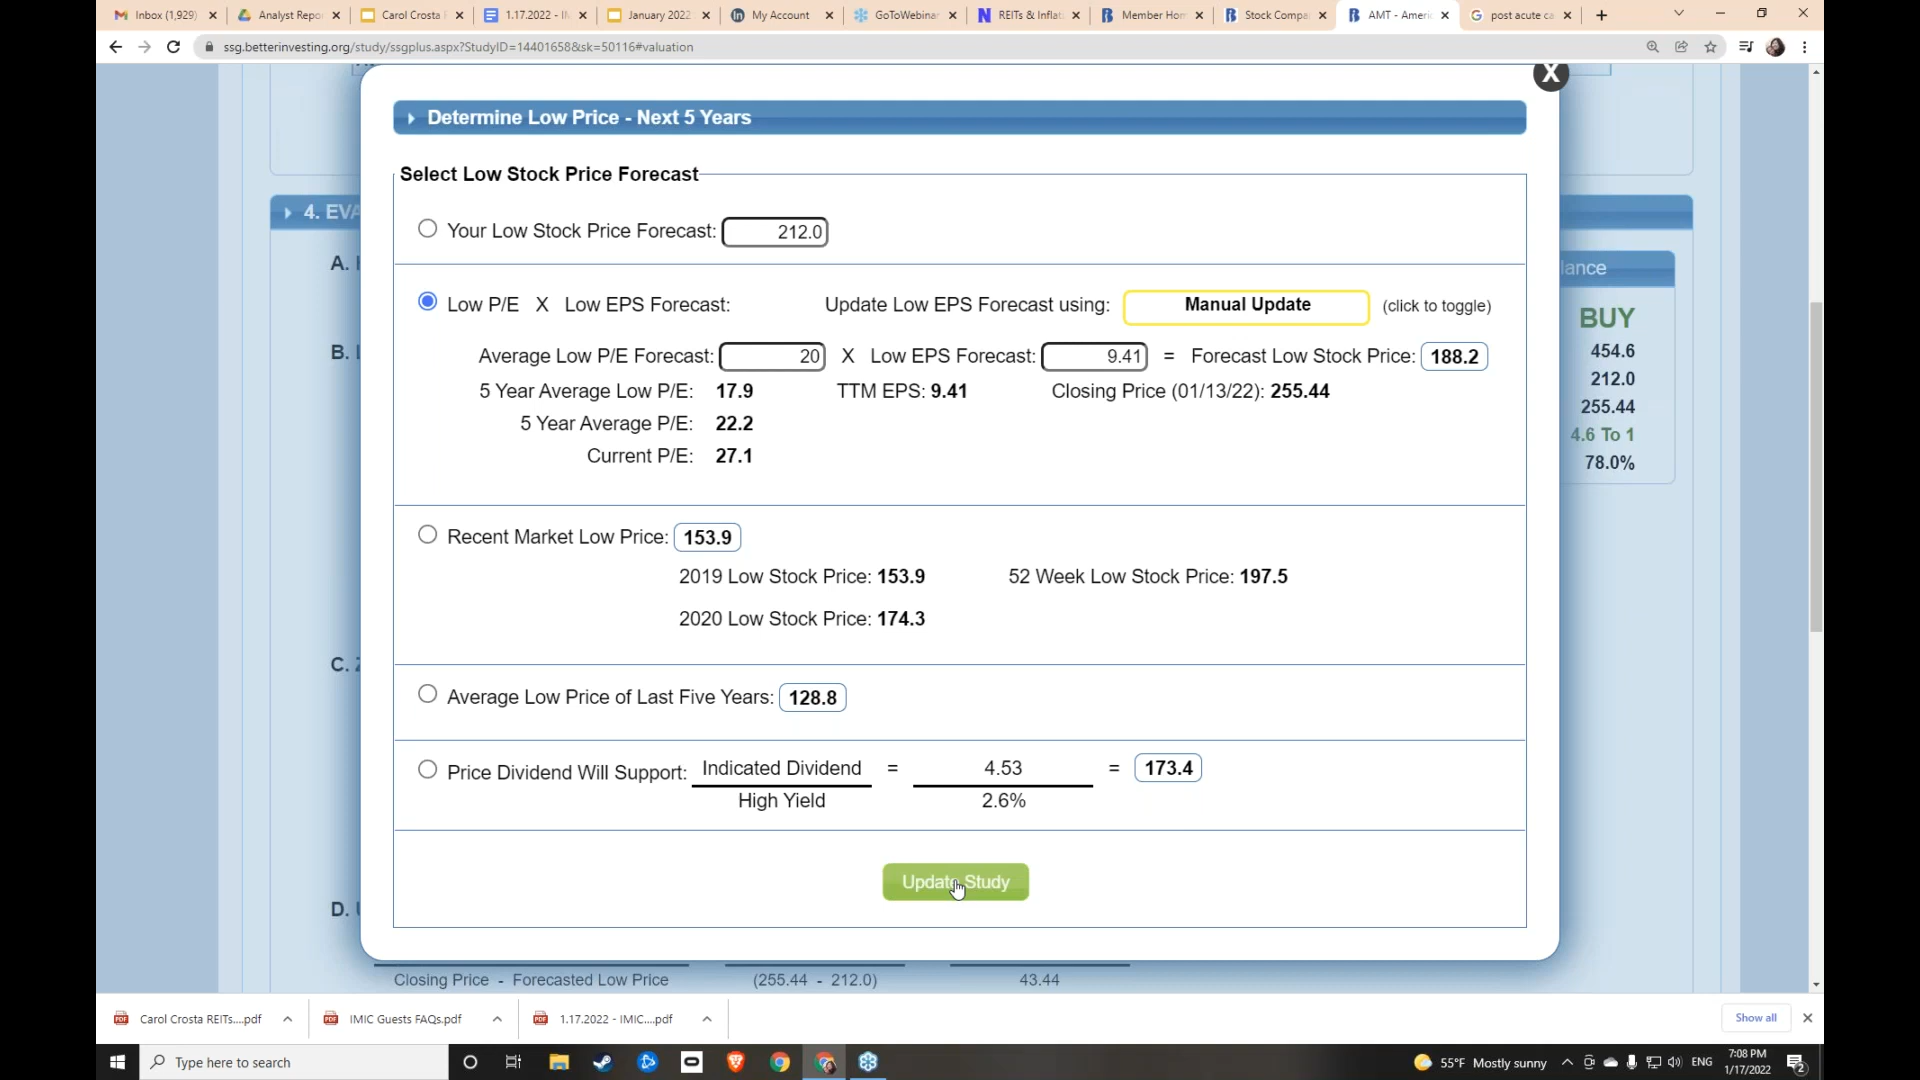 Inbox (1,929)
Analyst Repo
Carol Crosta
1.17.2022 - I
January 2022
My Account
GoToWebina
REITs & Infla
Member Ho
Stock Compa
AMT - Ameri
post acute ca
ssg.betterinvesting.org/study/ssgplus.aspx?StudyID=14401658&sk=50116#valuation
X
Determine Low Price - Next 5 Years
Select Low Stock Price Forecast
4. EVA
Your Low Stock Price Forecast: 212.0
A.
lance
Low P/E X Low EPS Forecast: Update Low EPS Forecast using: Manual Update (click to toggle)
BUY
B.
Average Low P/E Forecast: 20 X Low EPS Forecast: 9.41 = Forecast Low Stock Price: 188.2
454.6
5 Year Average Low P/E: 17.9 TTM EPS: 9.41 Closing Price (01/13/22): 255.44
212.0
255.44
5 Year Average P/E: 22.2
4.6 To 1
Current P/E: 27.1
78.0%
Recent Market Low Price: 153.9
2019 Low Stock Price: 153.9 52 Week Low Stock Price: 197.5
2020 Low Stock Price: 174.3
C.
Average Low Price of Last Five Years: 128.8
Price Dividend Will Support: Indicated Dividend = 4.53 = 173.4
High Yield 2.6%
Update Study
D.
Closing Price - Forecasted Low Price (255.44 - 212.0) 43.44
Carol Crosta REITs....pdf
IMIC Guests FAQs.pdf
1.17.2022 - IMIC....pdf
Show all
Type here to search
55°F Mostly sunny
ENG
7:08 PM
1/17/2022
2